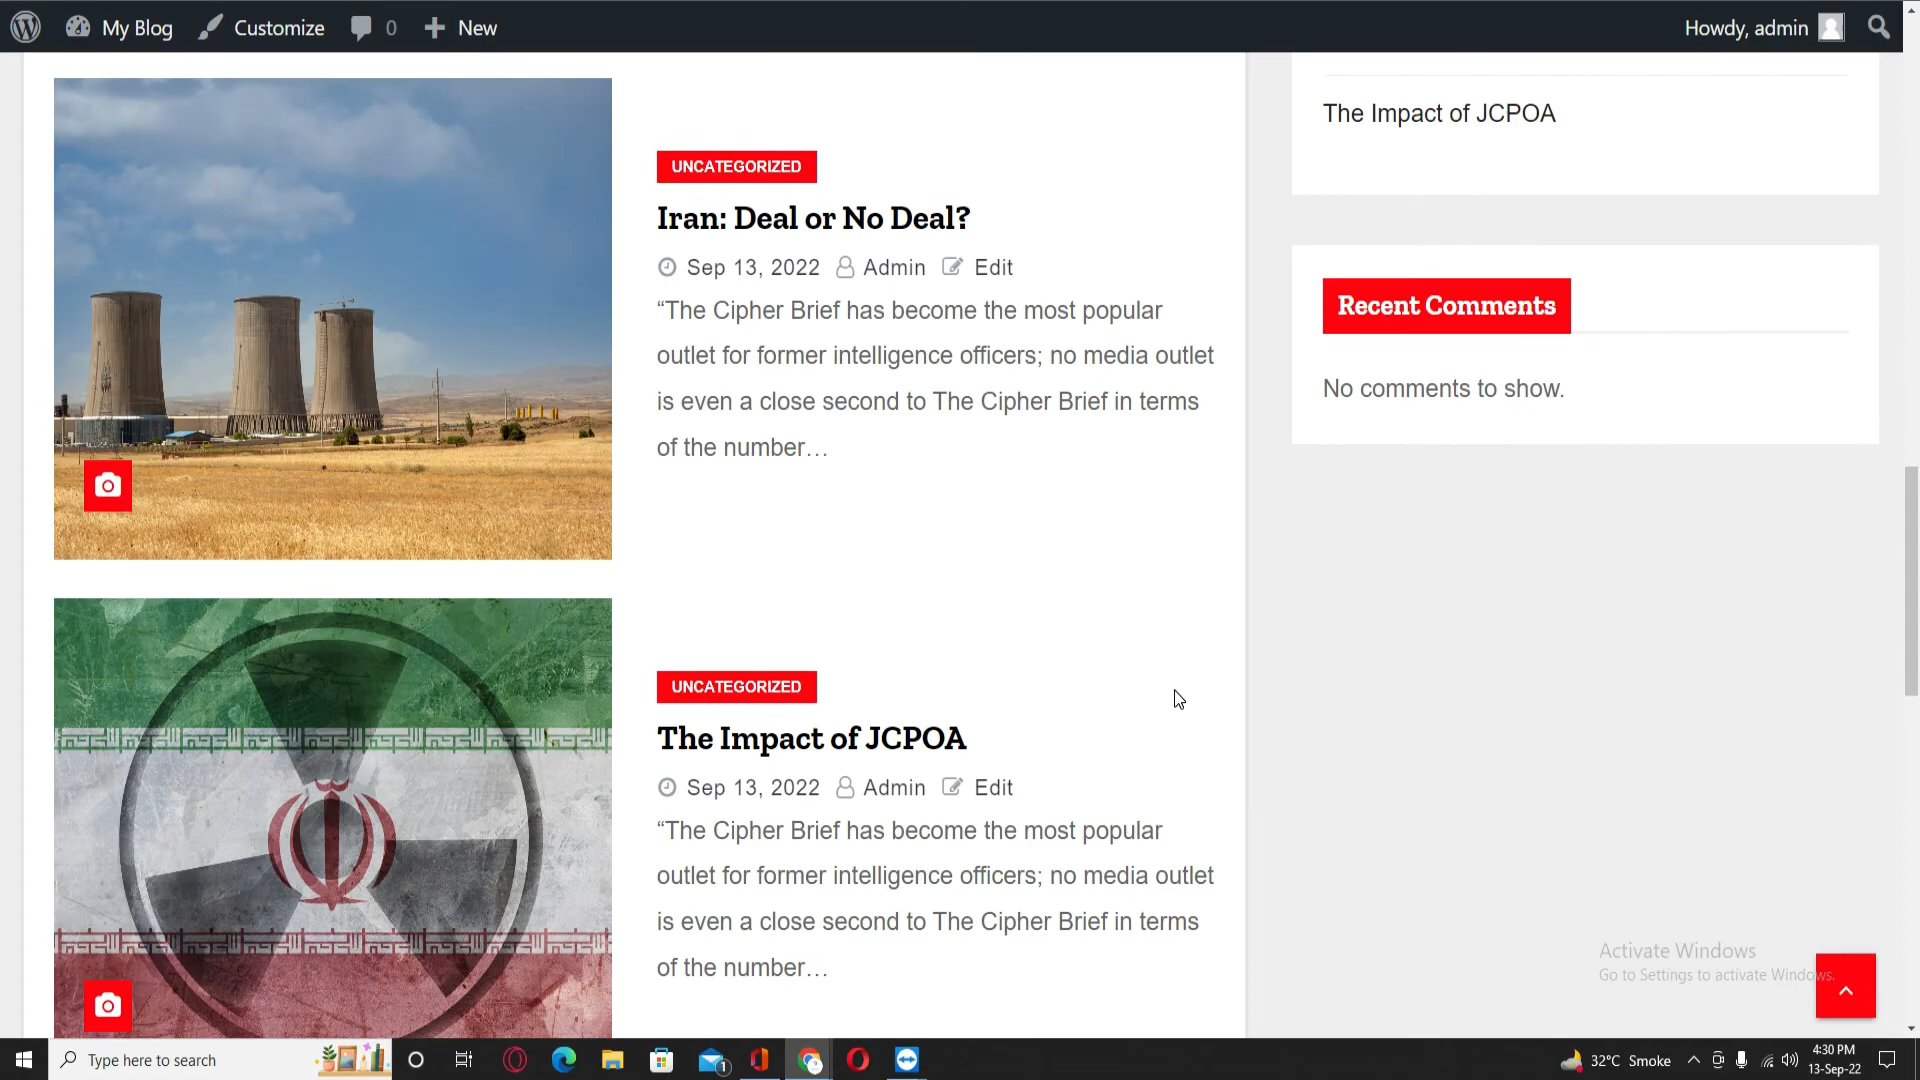 My Blog Customize 0 New Howdy, admin
UNCATEGORIZED
Iran: Deal or No Deal?
Sep 13, 2022 Admin Edit
“The Cipher Brief has become the most popular
outlet for former intelligence officers; no media outlet
is even a close second to The Cipher Brief in terms
of the number…
UNCATEGORIZED
The Impact of JCPOA
Sep 13, 2022 Admin Edit
“The Cipher Brief has become the most popular
outlet for former intelligence officers; no media outlet
is even a close second to The Cipher Brief in terms
of the number…
The Impact of JCPOA
Recent Comments
No comments to show.
Activate Windows
Go to Settings to activate Windows.
Type here to search
1
32°C Smoke
4:30 PM
13-Sep-22